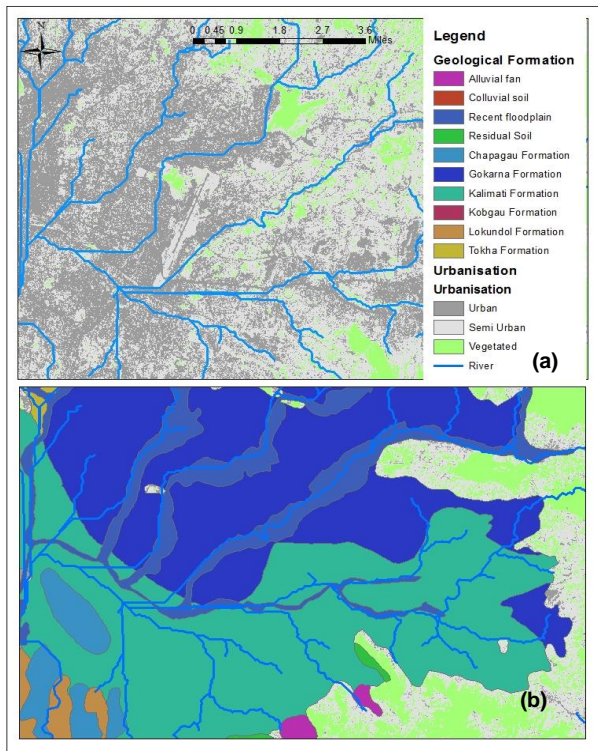 N
0 0.45 0.9 1.8 2.7 3.6
Miles
Legend
Geological Formation
Alluvial fan
Colluvial soil
Recent floodplain
Residual Soil
Chapagau Formation
Gokarna Formation
Kalimati Formation
Kobgau Formation
Lokundol Formation
Tokha Formation
Urbanisation
Urbanisation
Urban
Semi Urban
Vegetated
River
(a)
(b)